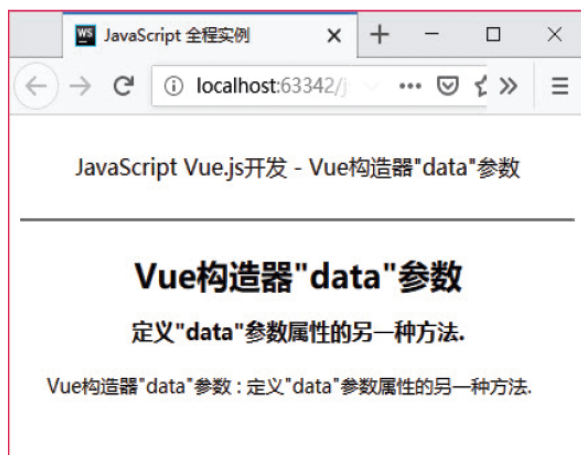 JavaScript 全程实例
localhost:63342/j
JavaScript Vue.js开发 - Vue构造器"data"参数
Vue构造器"data"参数
定义"data"参数属性的另一种方法.
Vue构造器"data"参数 : 定义"data"参数属性的另一种方法.